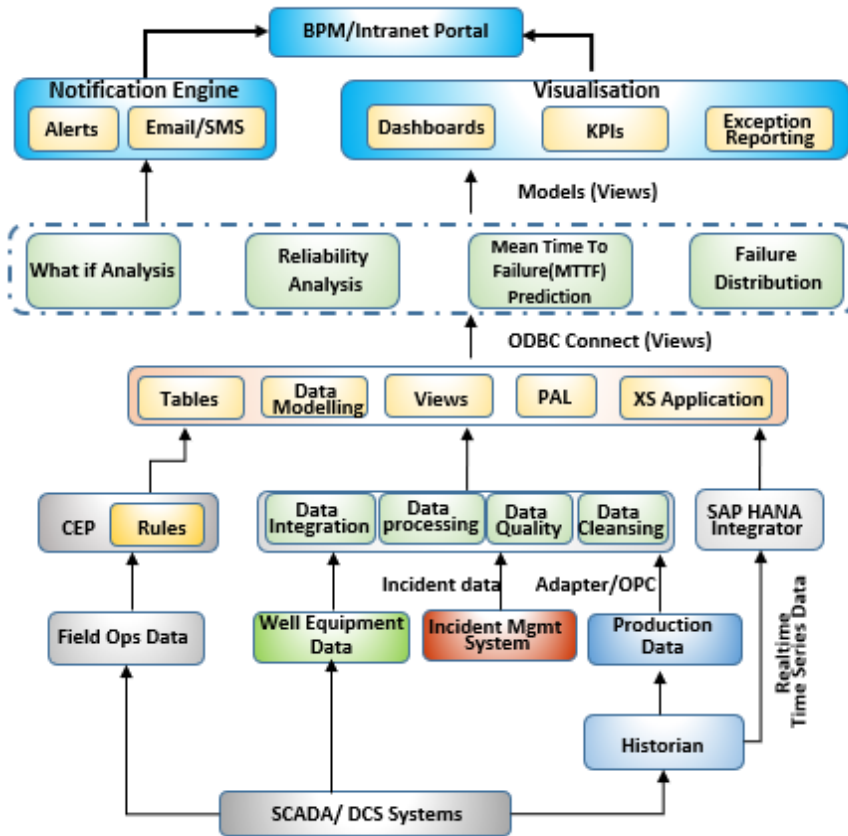 BPM/Intranet Portal
Notification Engine
Alerts
Email/SMS
Visualisation
Dashboards
KPIs
Exception
Reporting
Models (Views)
What if Analysis
Reliability
Analysis
Mean Time To
Failure(MTTF)
Prediction
Failure
Distribution
ODBC Connect (Views)
Tables
Data
Modelling
Views
PAL
XS Application
CEP
Rules
Data
Integration
Data
processing
Data
Quality
Data
Cleansing
SAP HANA
Integrator
Incident data
Adapter/OPC
Field Ops Data
Well Equipment
Data
Incident Mgmt
System
Production
Data
Realtime
Time Series Data
Historian
SCADA/ DCS Systems